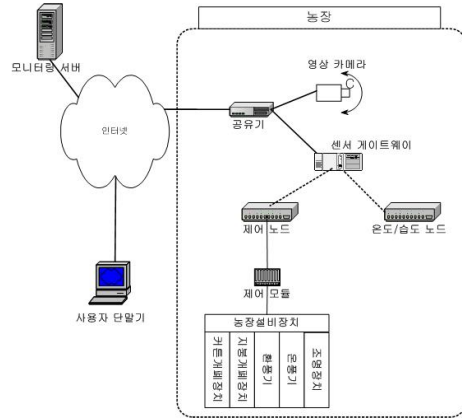 농장
모니터링 서버
영상 카메라
인터넷
공유기
센서 게이트웨이
제어 노드
온도/습도 노드
제어 모듈
사용자 단말기
농장설비장치
커튼개폐장치
지붕개폐장치
환풍기
온풍기
조명장치